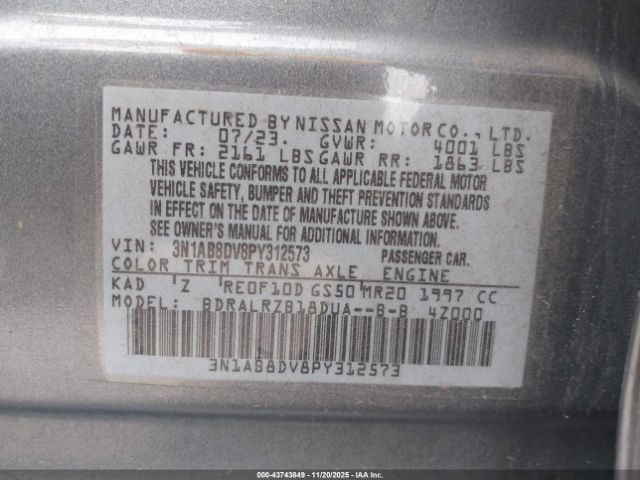 MANUFACTURED BY NISSAN MOTOR CO., LTD.
DATE: 07/23. GVWR: 4001 LBS
GAWR FR: 2161 LBS GAWR RR: 1863 LBS
THIS VEHICLE CONFORMS TO ALL APPLICABLE FEDERAL MOTOR
VEHICLE SAFETY, BUMPER AND THEFT PREVENTION STANDARDS
IN EFFECT ON THE DATE OF MANUFACTURE SHOWN ABOVE.
SEE OWNER'S MANUAL FOR ADDITIONAL INFORMATION.
VIN: 3N1AB8DV8PY312573 PASSENGER CAR.
COLOR TRIM TRANS AXLE ENGINE
KAD Z RE0F10D GS50 MR20 1997 CC
MODEL: BDRALRZB18DUA--B-B 4Z000
3N1AB8DV8PY312573
000-43743849 - 11/20/2025 - IAAI.COM